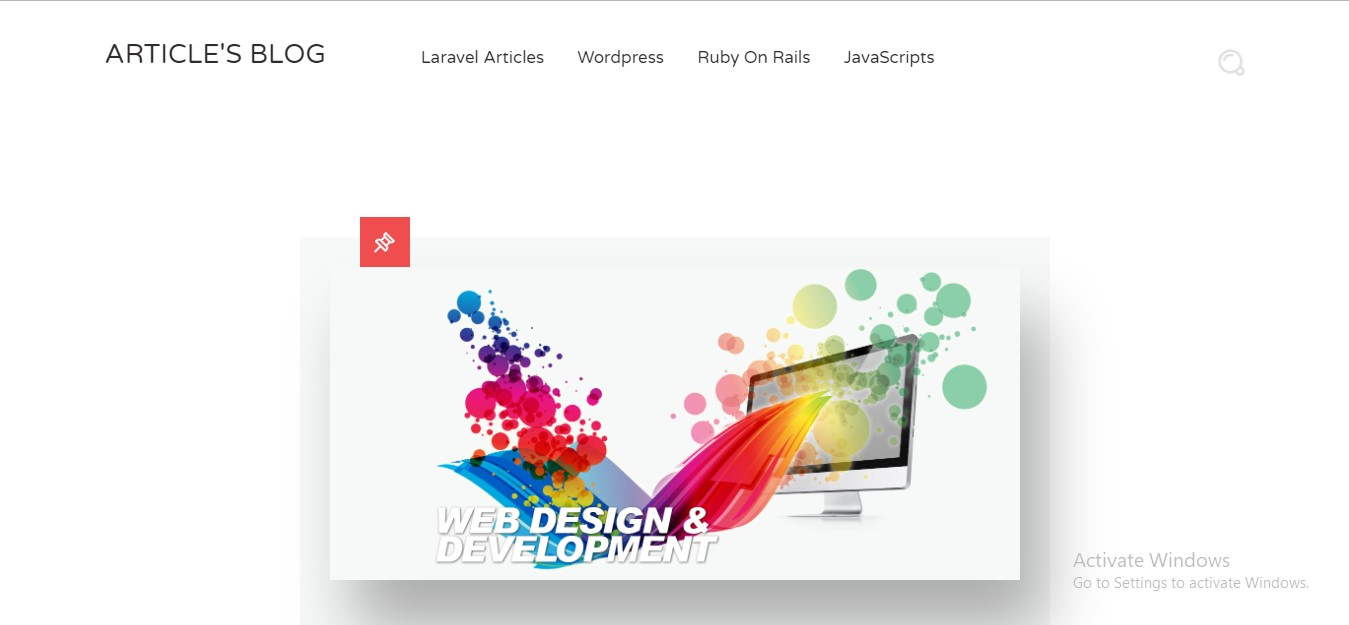 ARTICLE'S BLOG
Laravel Articles Wordpress Ruby On Rails JavaScripts
WEB DESIGN &
DEVELOPMENT
Activate Windows
Go to Settings to activate Windows.